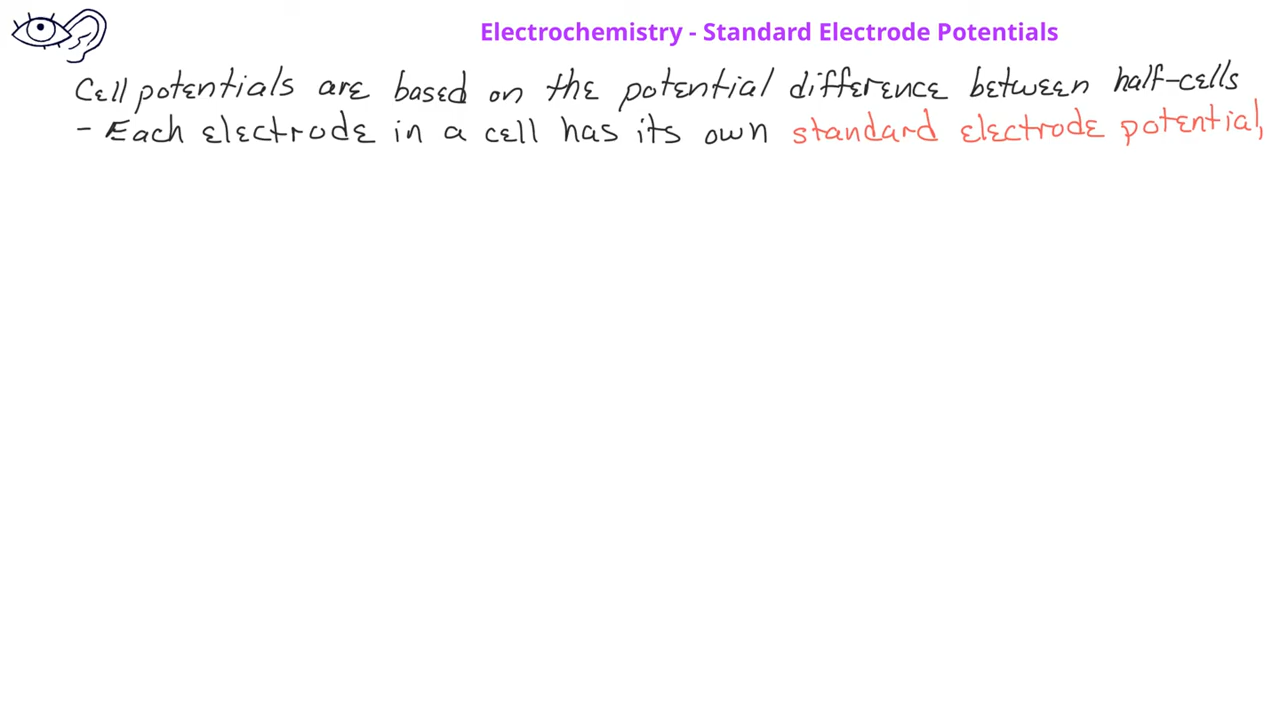 Electrochemistry - Standard Electrode Potentials
Cell potentials are based on the potential difference between half-cells
- Each electrode in a cell has its own standard electrode potential,